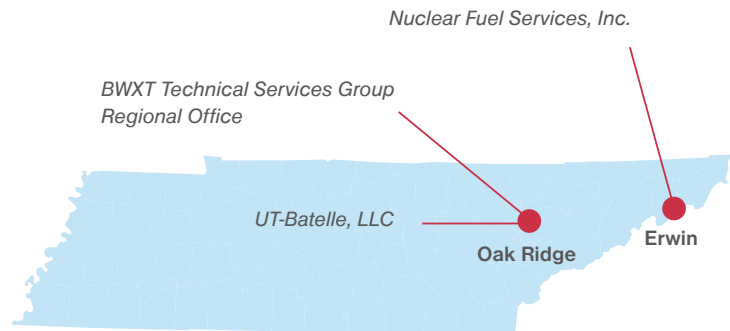 Nuclear Fuel Services, Inc.
BWXT Technical Services Group
Regional Office
UT-Batelle, LLC
Oak Ridge
Erwin